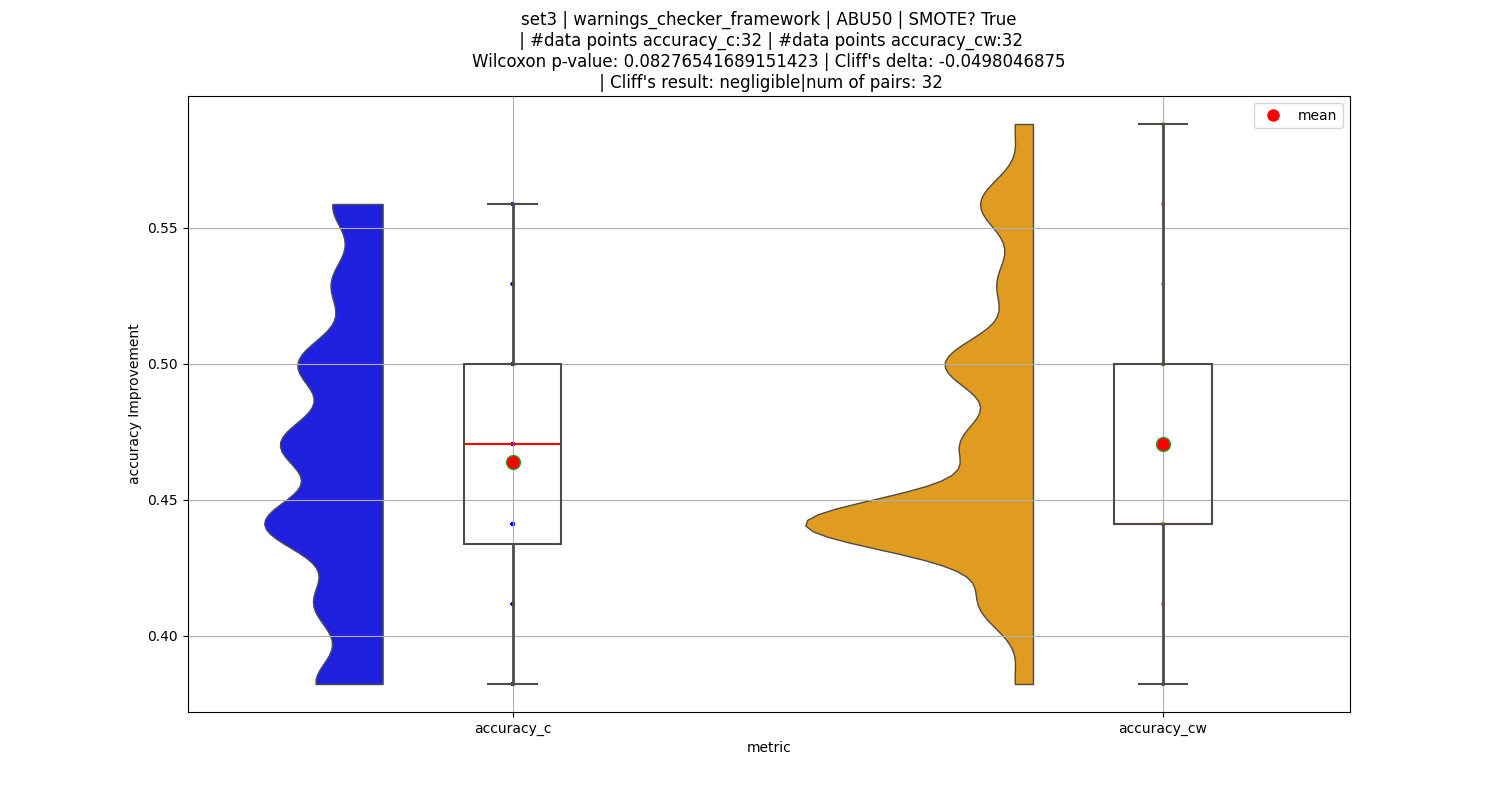 set3 | warnings_checker_framework | ABU50 | SMOTE? True
| #data points accuracy_c:32 | #data points accuracy_cw:32
Wilcoxon p-value: 0.08276541689151423 | Cliff's delta: -0.0498046875
| Cliff's result: negligible|num of pairs: 32
mean
accuracy Improvement
0.55
0.50
0.45
0.40
accuracy_c
accuracy_cw
metric